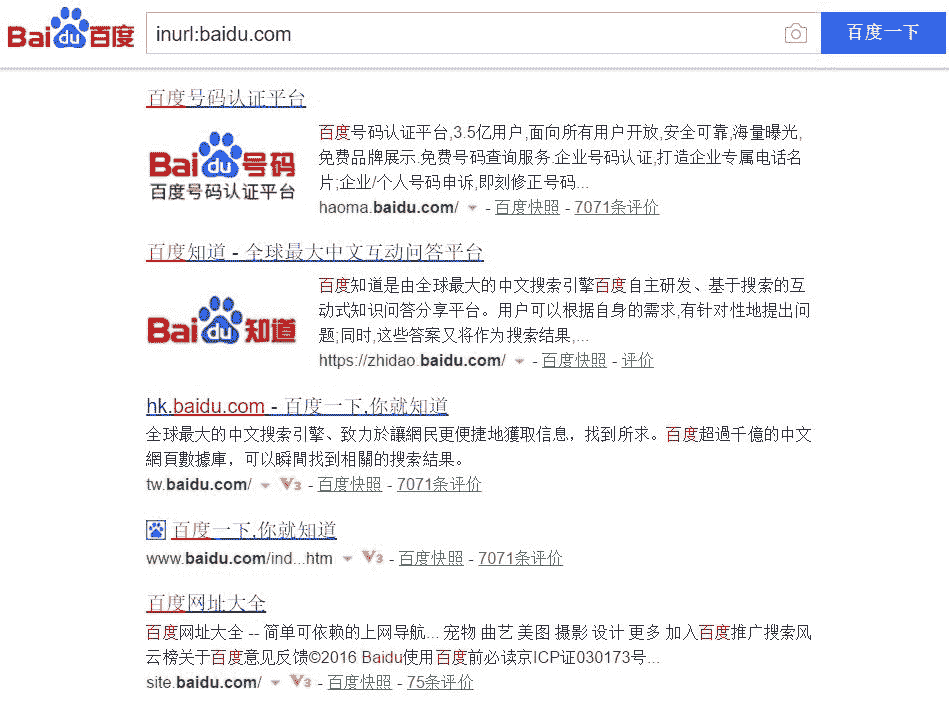 Bai du 百度 inurl:baidu.com 百度一下
百度号码认证平台
百度号码认证平台,3.5亿用户,面向所有用户开放,安全可靠,海量曝光,
免费品牌展示.免费号码查询服务.企业号码认证,打造企业专属电话名
片;企业/个人号码申诉,即刻修正号码...
Bai du 号码
百度号码认证平台
haoma.baidu.com/ - 百度快照 - 7071条评价
百度知道 - 全球最大中文互动问答平台
百度知道是由全球最大的中文搜索引擎百度自主研发、基于搜索的互
动式知识问答分享平台。用户可以根据自身的需求,有针对性地提出问
题;同时,这些答案又将作为搜索结果,...
Bai du 知道
https://zhidao.baidu.com/ - 百度快照 - 评价
hk.baidu.com - 百度一下,你就知道
全球最大的中文搜索引擎、致力於讓網民更便捷地獲取信息，找到所求。百度超過千億的中文
網頁數據庫，可以瞬間找到相關的搜索結果。
tw.baidu.com/ V3 - 百度快照 - 7071条评价
百度一下,你就知道
www.baidu.com/ind...htm V3 - 百度快照 - 7071条评价
百度网址大全
百度网址大全 -- 简单可依赖的上网导航... 宠物 曲艺 美图 摄影 设计 更多 加入百度推广搜索风
云榜关于百度意见反馈©2016 Baidu使用百度前必读京ICP证030173号...
site.baidu.com/ V3 - 百度快照 - 75条评价